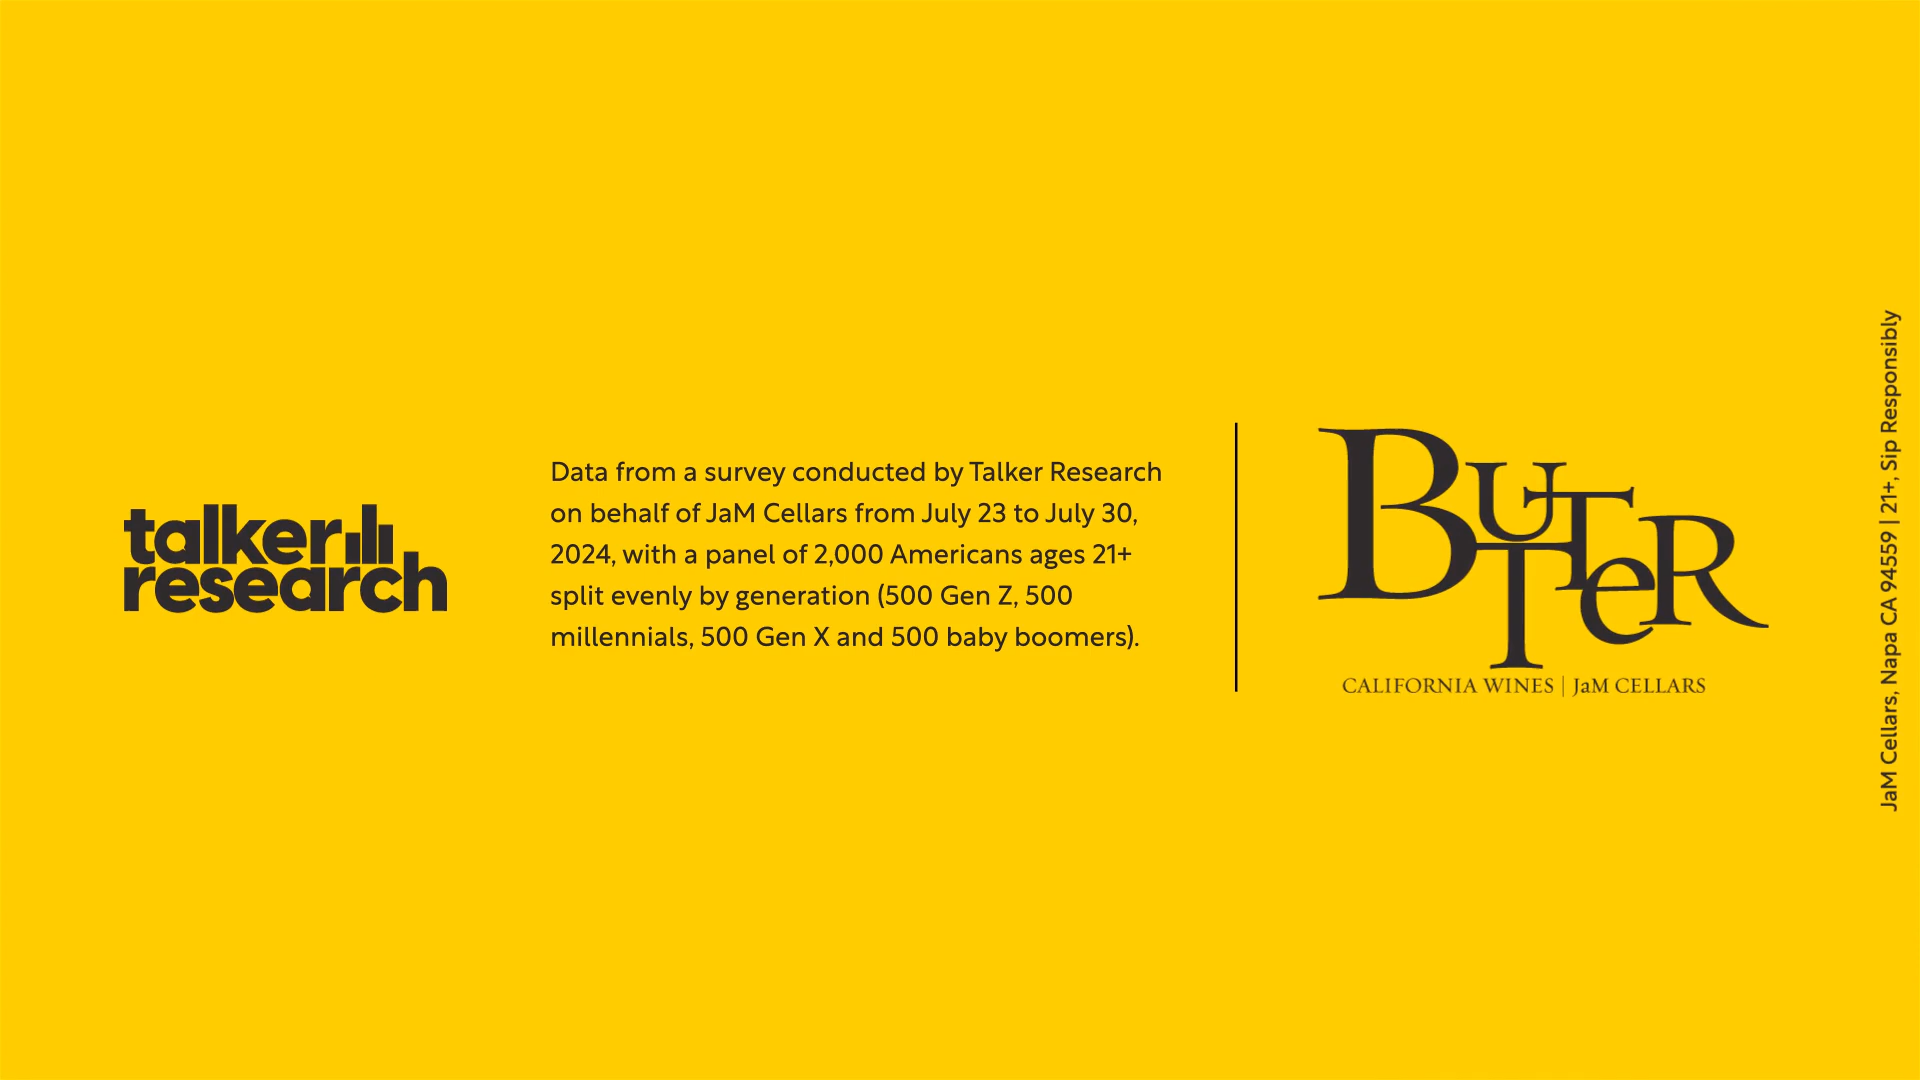 talker
research
Data from a survey conducted by Talker Research
on behalf of JaM Cellars from July 23 to July 30,
2024, with a panel of 2,000 Americans ages 21+
split evenly by generation (500 Gen Z, 500
millennials, 500 Gen X and 500 baby boomers).
BUTTeR
CALIFORNIA WINES | JaM CELLARS
JaM Cellars, Napa CA 94559 | 21+, Sip Responsibly